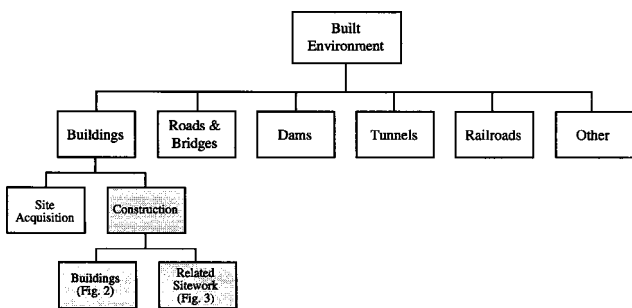 Built
Environment
Buildings
Roads &
Bridges
Dams
Tunnels
Railroads
Other
Site
Acquisition
Construction
Buildings
(Fig. 2)
Related
Sitework
(Fig. 3)